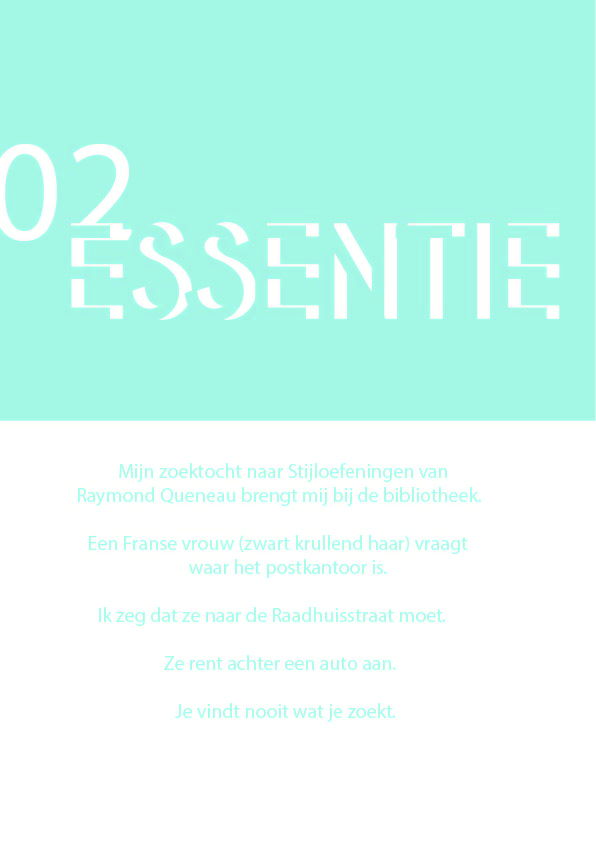 02
ESSENTIE
Mijn zoektocht naar Stijloefeningen van
Raymond Queneau brengt mij bij de bibliotheek.
Een Franse vrouw (zwart krullend haar) vraagt
waar het postkantoor is.
Ik zeg dat ze naar de Raadhuisstraat moet.
Ze rent achter een auto aan.
Je vindt nooit wat je zoekt.